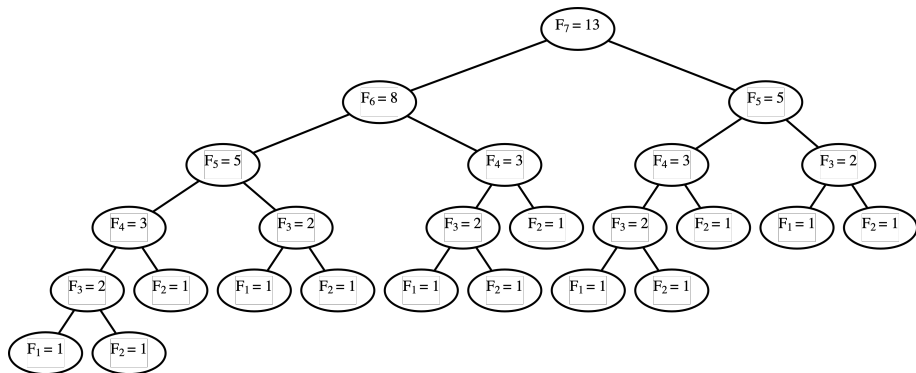 F₇ = 13
F₆ = 8
F₅ = 5
F₅ = 5
F₄ = 3
F₄ = 3
F₃ = 2
F₄ = 3
F₃ = 2
F₃ = 2
F₂ = 1
F₃ = 2
F₂ = 1
F₁ = 1
F₂ = 1
F₃ = 2
F₂ = 1
F₁ = 1
F₂ = 1
F₁ = 1
F₂ = 1
F₁ = 1
F₂ = 1
F₁ = 1
F₂ = 1